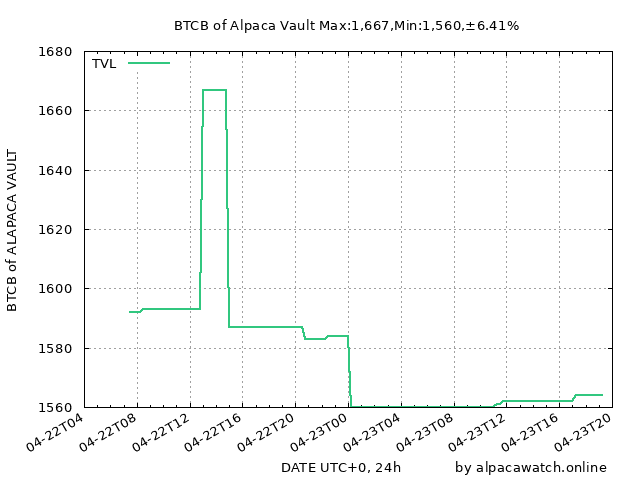 BTCB of Alpaca Vault Max:1,667,Min:1,560,±6.41%
TVL
BTCB of ALAPACA VAULT
1680
1660
1640
1620
1600
1580
1560
04-22T04
04-22T08
04-22T12
04-22T16
04-22T20
04-23T00
04-23T04
04-23T08
04-23T12
04-23T16
04-23T20
DATE UTC+0, 24h
by alpacawatch.online